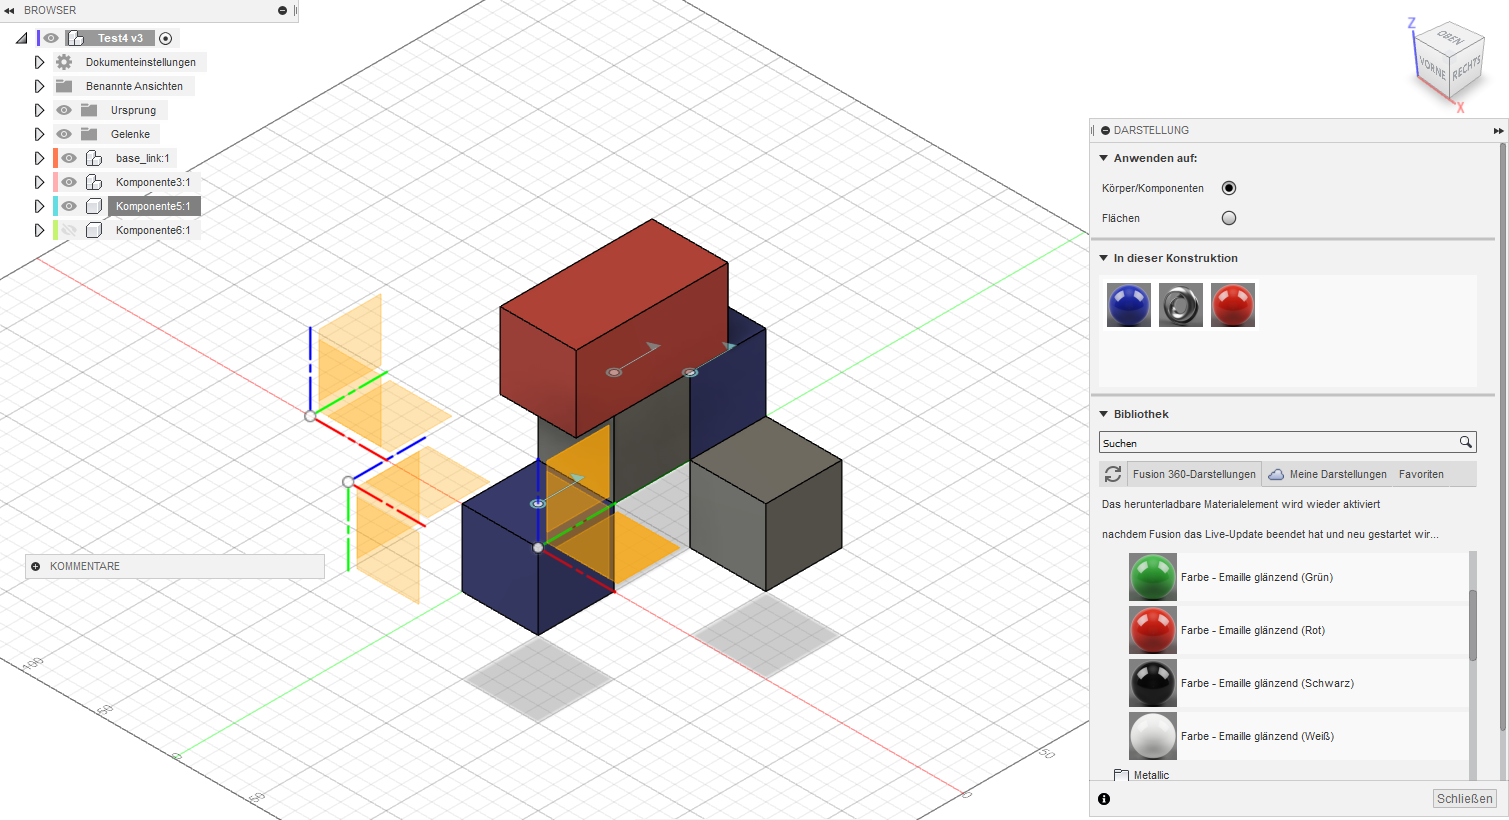 BROWSER
Test4 v3
Dokumenteinstellungen
Benannte Ansichten
Ursprung
Gelenke
base_link:1
Komponente3:1
Komponente5:1
Komponente6:1
KOMMENTARE
100
50
0
50
0
50
Z
OBEN
VORNE
RECHTS
X
DARSTELLUNG
Anwenden auf:
Körper/Komponenten
Flächen
In dieser Konstruktion
Bibliothek
Suchen
Fusion 360-Darstellungen Meine Darstellungen Favoriten
Das herunterladbare Materialelement wird wieder aktiviert
nachdem Fusion das Live-Update beendet hat und neu gestartet wir...
Farbe - Emaille glänzend (Grün)
Farbe - Emaille glänzend (Rot)
Farbe - Emaille glänzend (Schwarz)
Farbe - Emaille glänzend (Weiß)
Metallic
Schließen